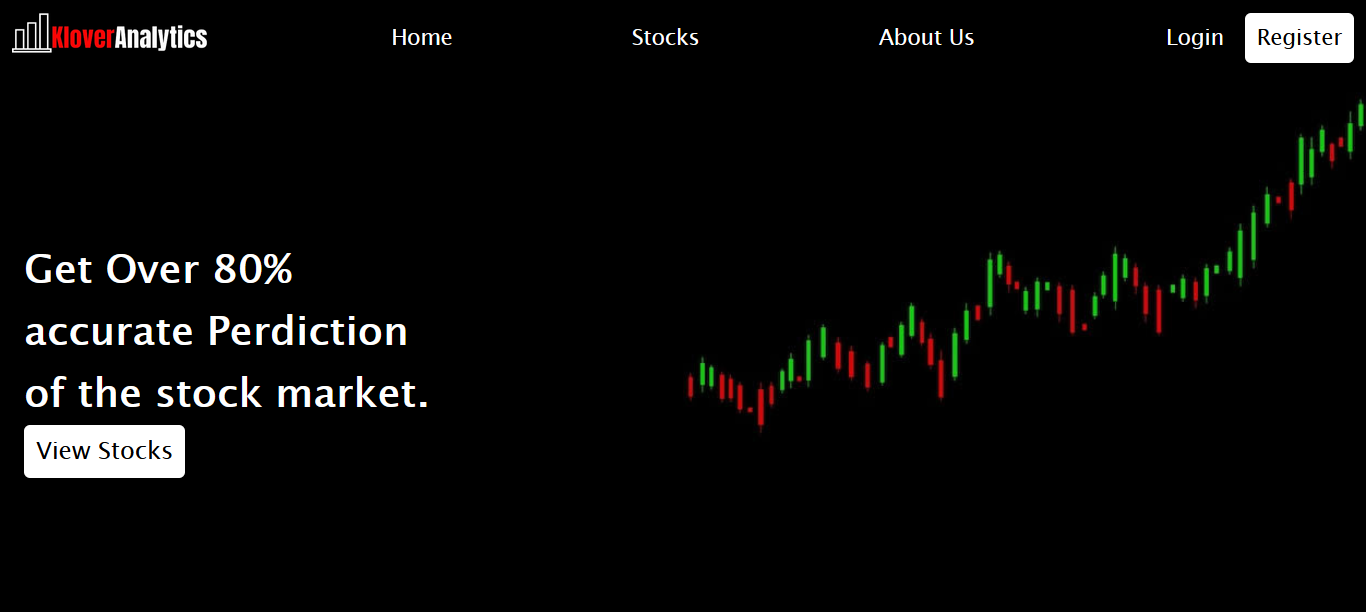 KloverAnalytics
Home
Stocks
About Us
Login
Register
Get Over 80%
accurate Perdiction
of the stock market.
View Stocks